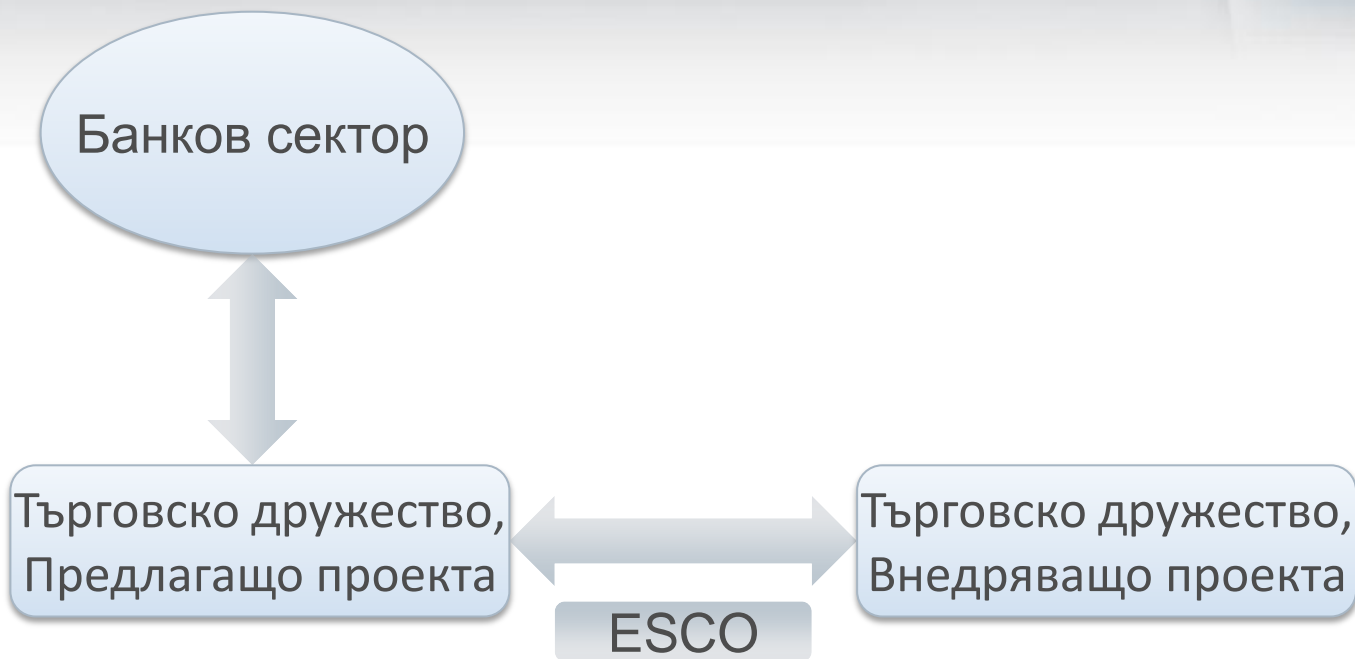 Банков сектор
Търговско дружество,
Предлагащо проекта
Търговско дружество,
Внедряващо проекта
ESCO